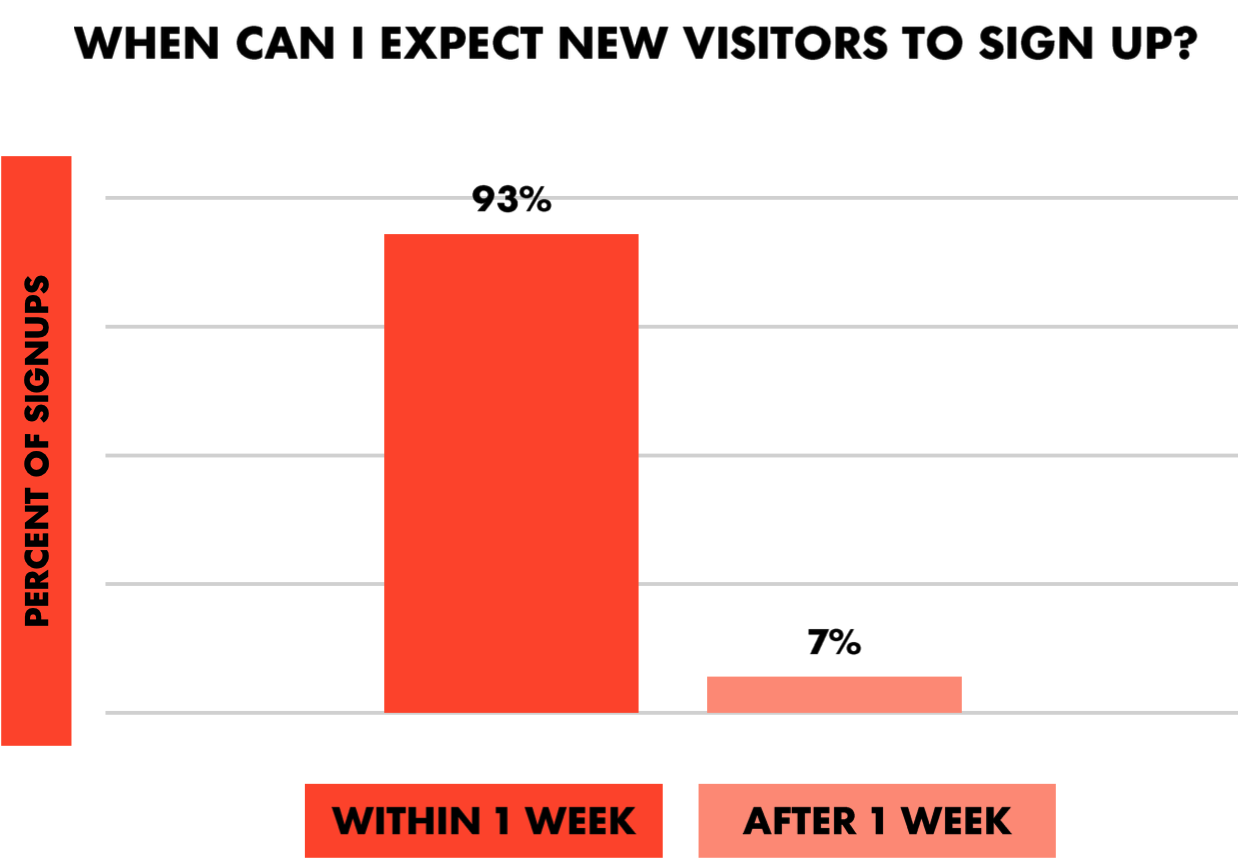 WHEN CAN I EXPECT NEW VISITORS TO SIGN UP?
PERCENT OF SIGNUPS
93%
7%
WITHIN 1 WEEK
AFTER 1 WEEK